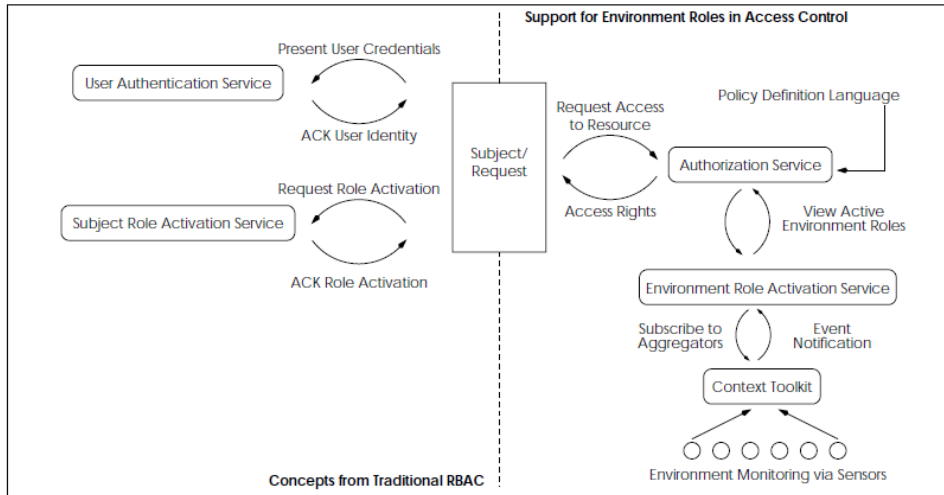 Support for Environment Roles in Access Control
Present User Credentials
User Authentication Service
ACK User Identity
Request Role Activation
Subject Role Activation Service
ACK Role Activation
Subject/
Request
Request Access
to Resource
Access Rights
Policy Definition Language
Authorization Service
View Active
Environment Roles
Environment Role Activation Service
Subscribe to
Aggregators
Event
Notification
Context Toolkit
Environment Monitoring via Sensors
Concepts from Traditional RBAC